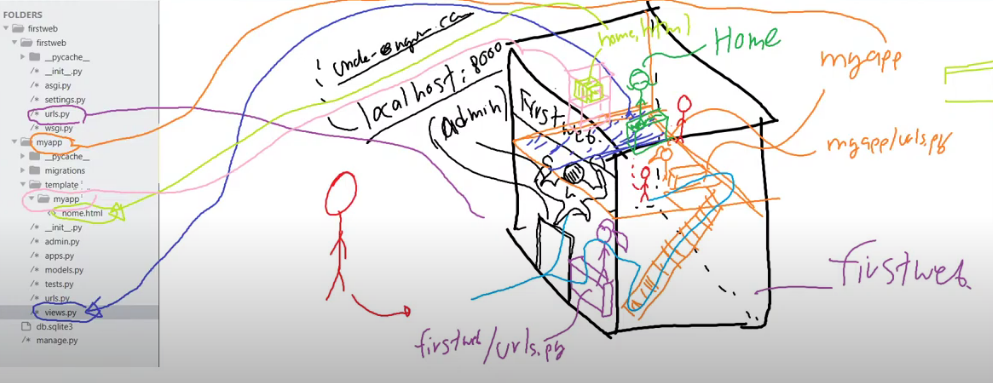 FOLDERS
firstweb
firstweb
__pycache__
__init__.py
asgi.py
settings.py
urls.py
wsgi.py
myapp
__pycache__
migrations
template
myapp
home.html
__init__.py
admin.py
apps.py
models.py
tests.py
urls.py
views.py
db.sqlite3
manage.py
localhost:8000
(admin)
First
web.
home.html
Home
myapp
myapp/urls.py
firstweb
firstweb/urls.py